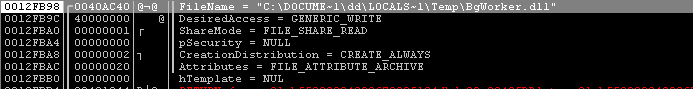 0012FB98 0040AC40 @¬@ FileName = "C:\DOCUME~1\dd\LOCALS~1\Temp\BgWorker.dll"
0012FB9C 40000000 @ DesiredAccess = GENERIC_WRITE
0012FBA0 00000001 ShareMode = FILE_SHARE_READ
0012FBA4 00000000 pSecurity = NULL
0012FBA8 00000002 CreationDistribution = CREATE_ALWAYS
0012FBAC 00000020 Attributes = FILE_ATTRIBUTE_ARCHIVE
0012FBB0 00000000 hTemplate = NUL